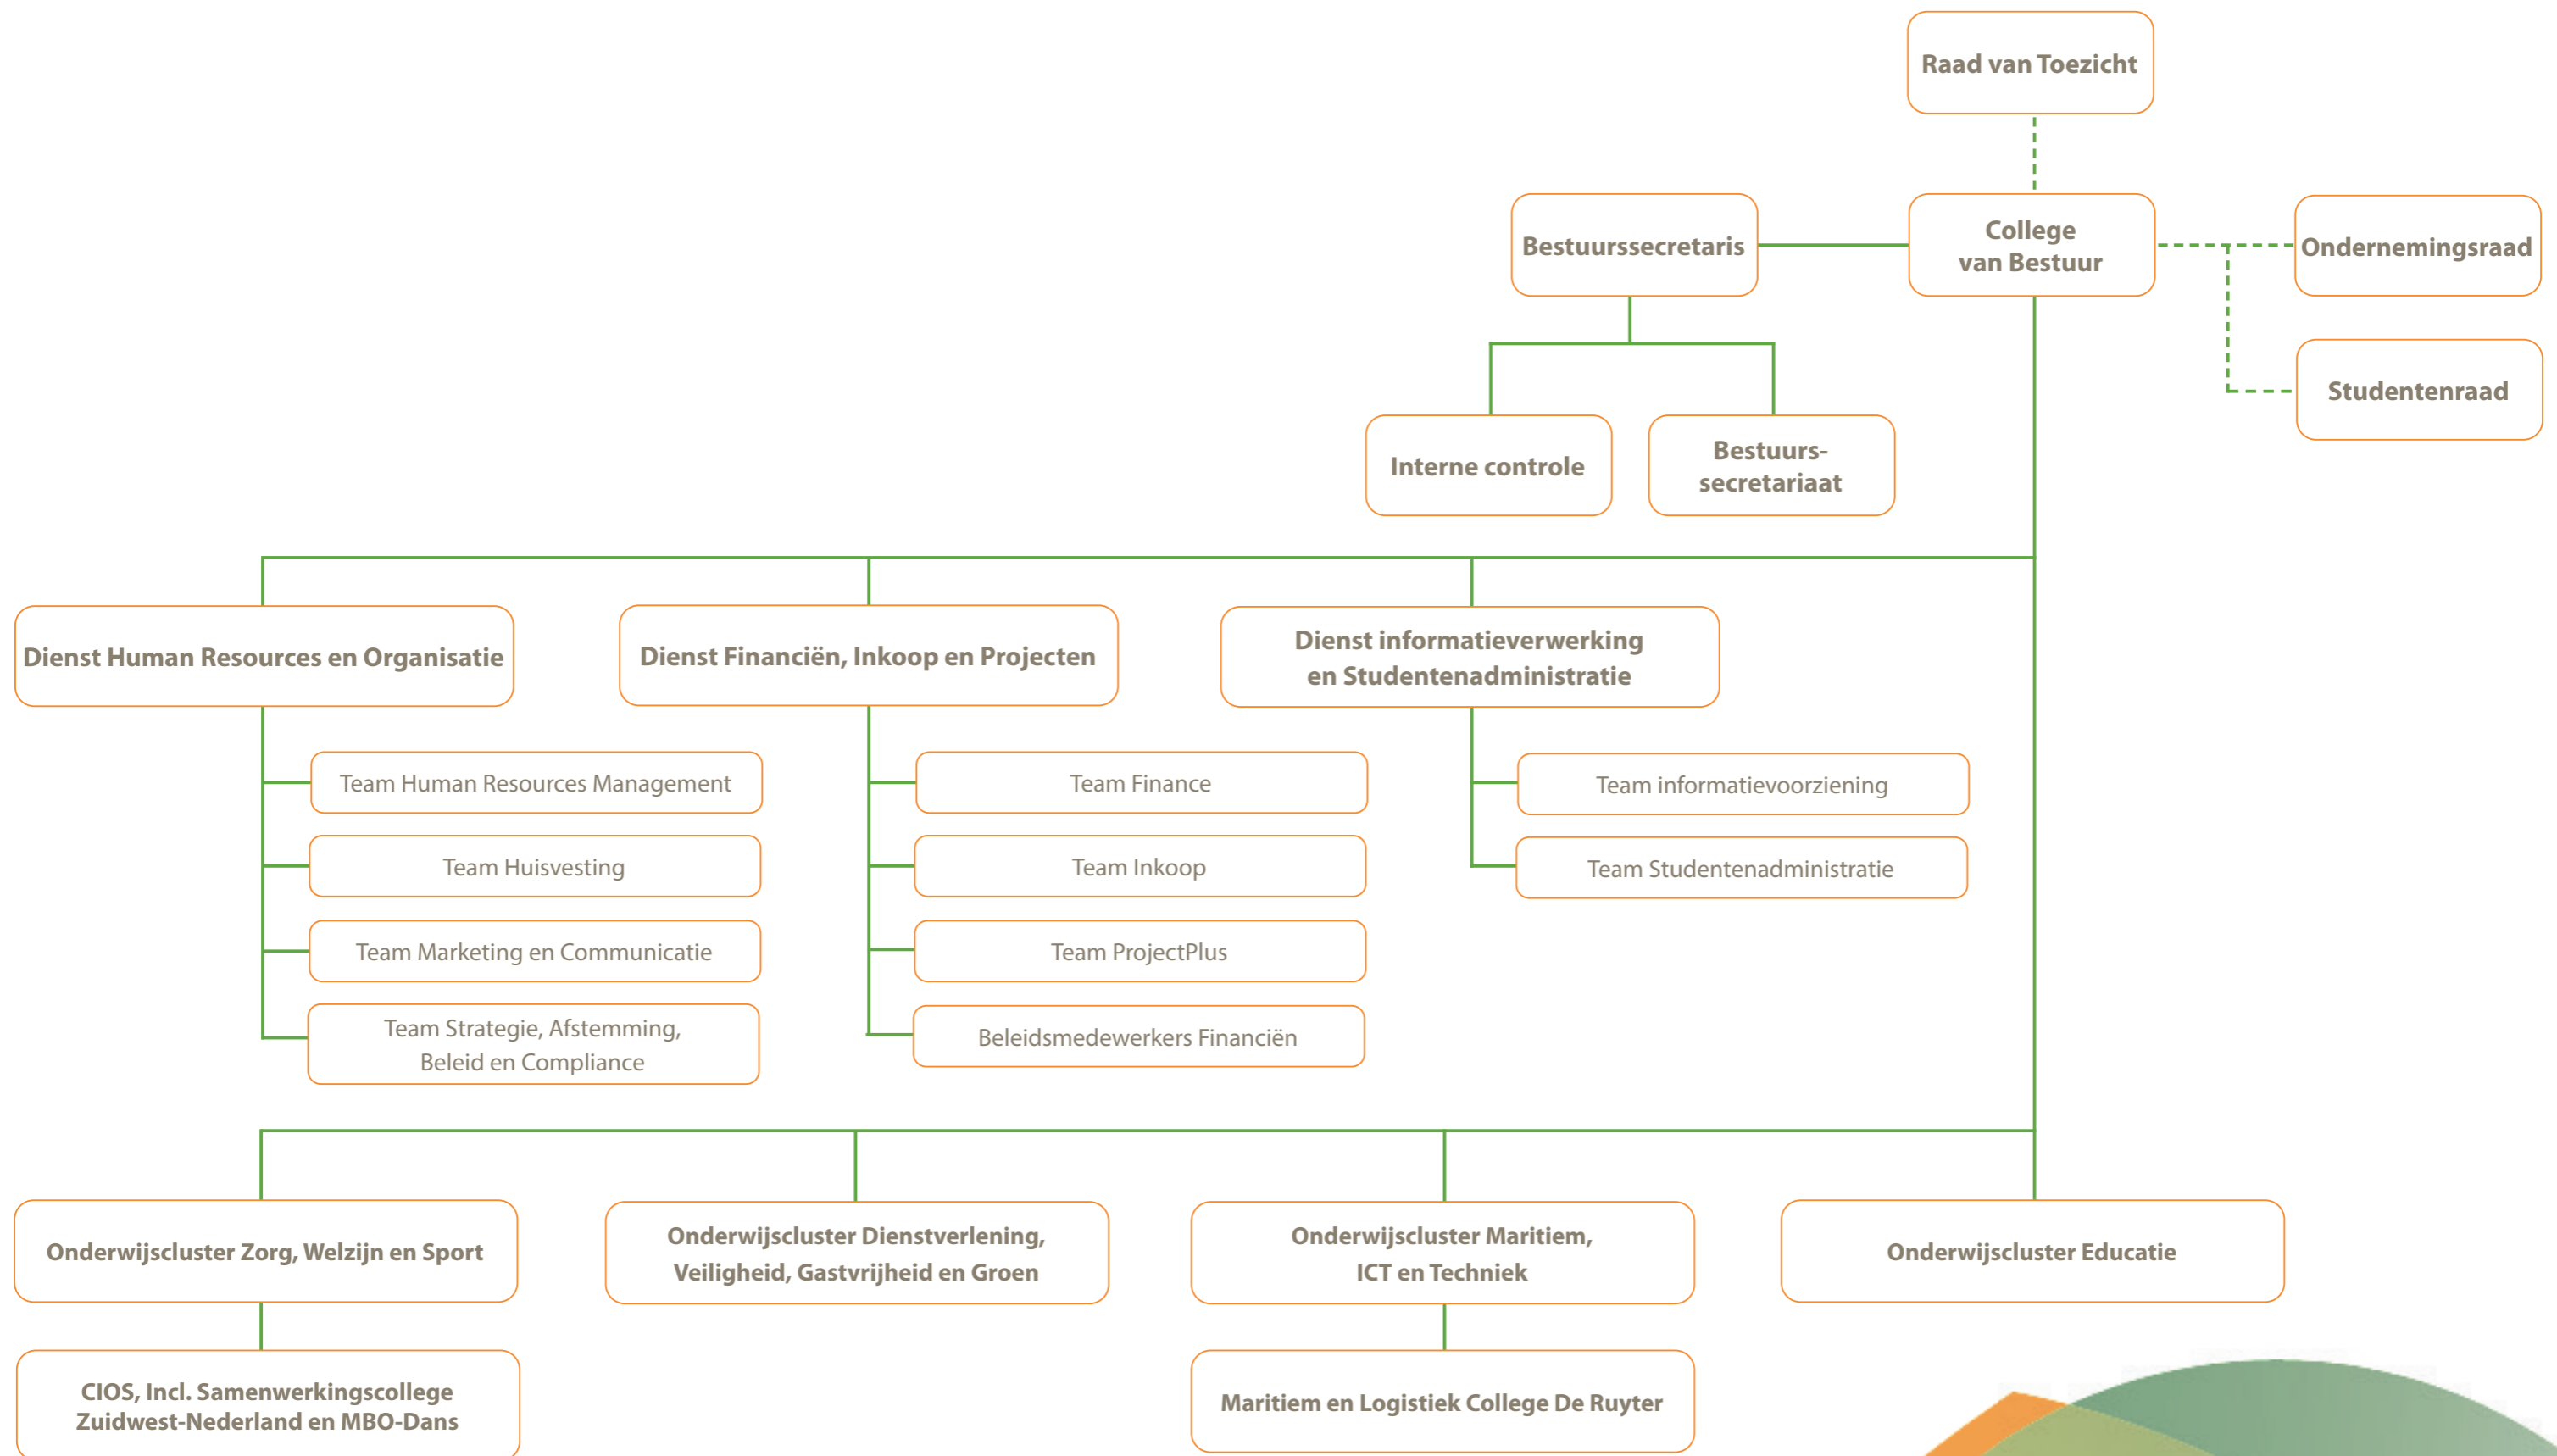 Raad van Toezicht
Bestuurssecretaris
College
van Bestuur
Ondernemingsraad
Studentenraad
Interne controle
Bestuurs-
secretariaat
Dienst Human Resources en Organisatie
Dienst Financiën, Inkoop en Projecten
Dienst informatieverwerking
en Studentenadministratie
Team Human Resources Management
Team Huisvesting
Team Marketing en Communicatie
Team Strategie, Afstemming,
Beleid en Compliance
Team Finance
Team Inkoop
Team ProjectPlus
Beleidsmedewerkers Financiën
Team informatievoorziening
Team Studentenadministratie
Onderwijscluster Zorg, Welzijn en Sport
Onderwijscluster Dienstverlening,
Veiligheid, Gastvrijheid en Groen
Onderwijscluster Maritiem,
ICT en Techniek
Onderwijscluster Educatie
CIOS, Incl. Samenwerkingscollege
Zuidwest-Nederland en MBO-Dans
Maritiem en Logistiek College De Ruyter